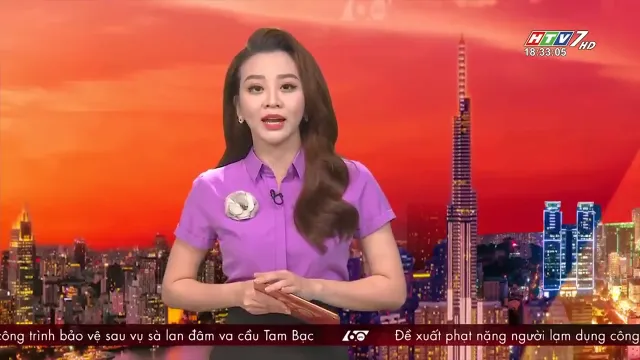 HTV7 HD
18:33:05
công trình bảo vệ sau vụ sà lan đâm va cầu Tam Bạc 60 Đề xuất phạt nặng người lạm dụng công